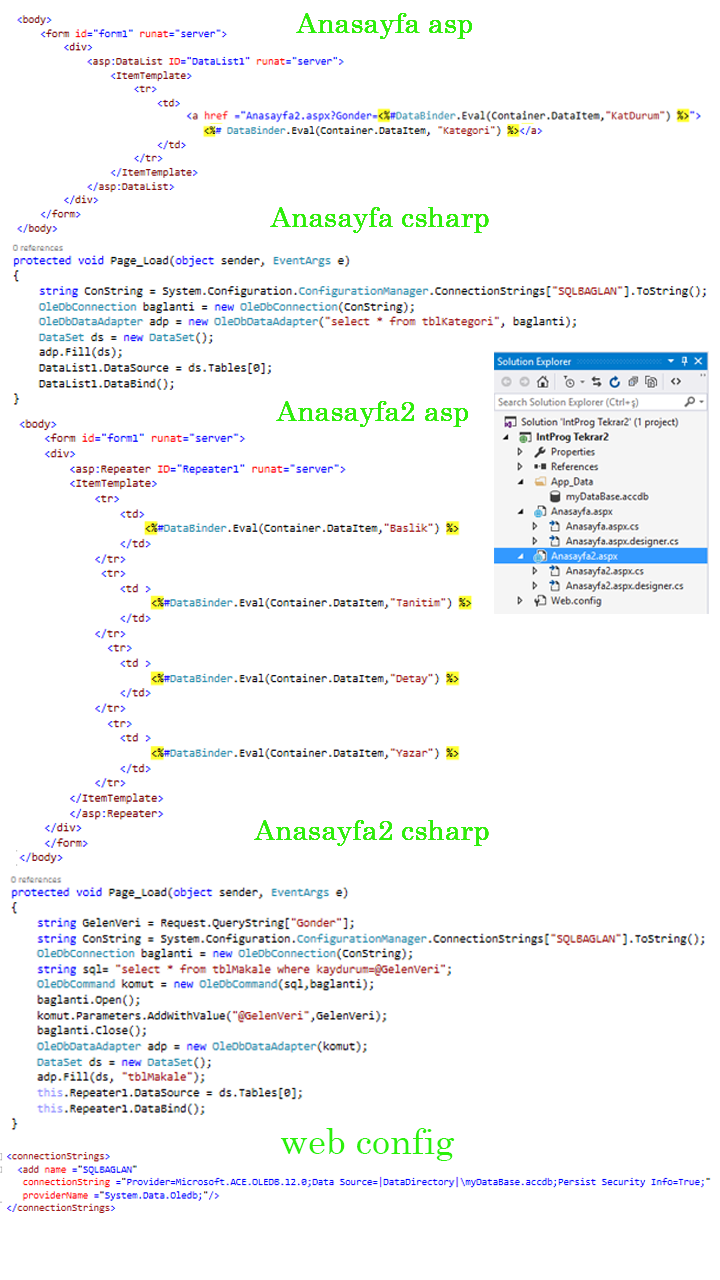 Anasayfa asp
<body>
<form id="form1" runat="server">
<div>
<asp:DataList ID="DataList1" runat="server">
<ItemTemplate>
<tr>
<td>
<a href ="Anasayfa2.aspx?Gonder=<%#DataBinder.Eval(Container.DataItem,"KatDurum") %>">
<%# DataBinder.Eval(Container.DataItem, "Kategori") %></a>
</td>
</tr>
</ItemTemplate>
</asp:DataList>
</div>
</form>
</body>
Anasayfa csharp
0 references
protected void Page_Load(object sender, EventArgs e)
{
string ConString = System.Configuration.ConfigurationManager.ConnectionStrings["SQLBAGLAN"].ToString();
OleDbConnection baglanti = new OleDbConnection(ConString);
OleDbDataAdapter adp = new OleDbDataAdapter("select * from tblKategori", baglanti);
DataSet ds = new DataSet();
adp.Fill(ds);
DataList1.DataSource = ds.Tables[0];
DataList1.DataBind();
}
Solution Explorer
Search Solution Explorer (Ctrl+ş)
Solution 'IntProg Tekrar2' (1 project)
IntProg Tekrar2
Properties
References
App_Data
myDataBase.accdb
Anasayfa.aspx
Anasayfa.aspx.cs
Anasayfa.aspx.designer.cs
Anasayfa2.aspx
Anasayfa2.aspx.cs
Anasayfa2.aspx.designer.cs
Web.config
Anasayfa2 asp
<body>
<form id="form1" runat="server">
<div>
<asp:Repeater ID="Repeater1" runat="server">
<ItemTemplate>
<tr>
<td>
<%#DataBinder.Eval(Container.DataItem,"Baslik") %>
</td>
</tr>
<tr>
<td >
<%#DataBinder.Eval(Container.DataItem,"Tanitim") %>
</td>
</tr>
<tr>
<td >
<%#DataBinder.Eval(Container.DataItem,"Detay") %>
</td>
</tr>
<tr>
<td >
<%#DataBinder.Eval(Container.DataItem,"Yazar") %>
</td>
</tr>
</ItemTemplate>
</asp:Repeater>
</div>
</form>
</body>
Anasayfa2 csharp
0 references
protected void Page_Load(object sender, EventArgs e)
{
string GelenVeri = Request.QueryString["Gonder"];
string ConString = System.Configuration.ConfigurationManager.ConnectionStrings["SQLBAGLAN"].ToString();
OleDbConnection baglanti = new OleDbConnection(ConString);
string sql= "select * from tblMakale where kaydurum=@GelenVeri";
OleDbCommand komut = new OleDbCommand(sql,baglanti);
baglanti.Open();
komut.Parameters.AddWithValue("@GelenVeri",GelenVeri);
baglanti.Close();
OleDbDataAdapter adp = new OleDbDataAdapter(komut);
DataSet ds = new DataSet();
adp.Fill(ds, "tblMakale");
this.Repeater1.DataSource = ds.Tables[0];
this.Repeater1.DataBind();
}
web config
<connectionStrings>
<add name ="SQLBAGLAN"
connectionString ="Provider=Microsoft.ACE.OLEDB.12.0;Data Source=|DataDirectory|\myDataBase.accdb;Persist Security Info=True;"
providerName ="System.Data.Oledb;"/>
</connectionStrings>